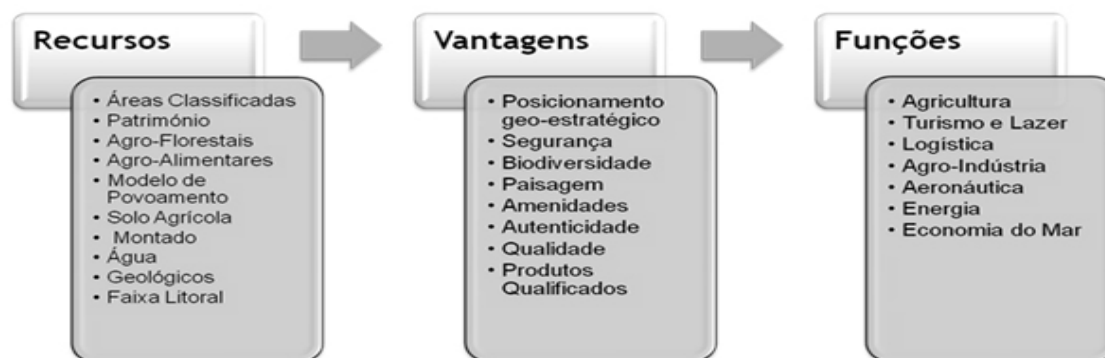 Recursos
• Áreas Classificadas
• Património
• Agro-Florestais
• Agro-Alimentares
• Modelo de
Povoamento
• Solo Agrícola
• Montado
• Água
• Geológicos
• Faixa Litoral
Vantagens
• Posicionamento
geo-estratégico
• Segurança
• Biodiversidade
• Paisagem
• Amenidades
• Autenticidade
• Qualidade
• Produtos
Qualificados
Funções
• Agricultura
• Turismo e Lazer
• Logística
• Agro-Indústria
• Aeronáutica
• Energia
• Economia do Mar